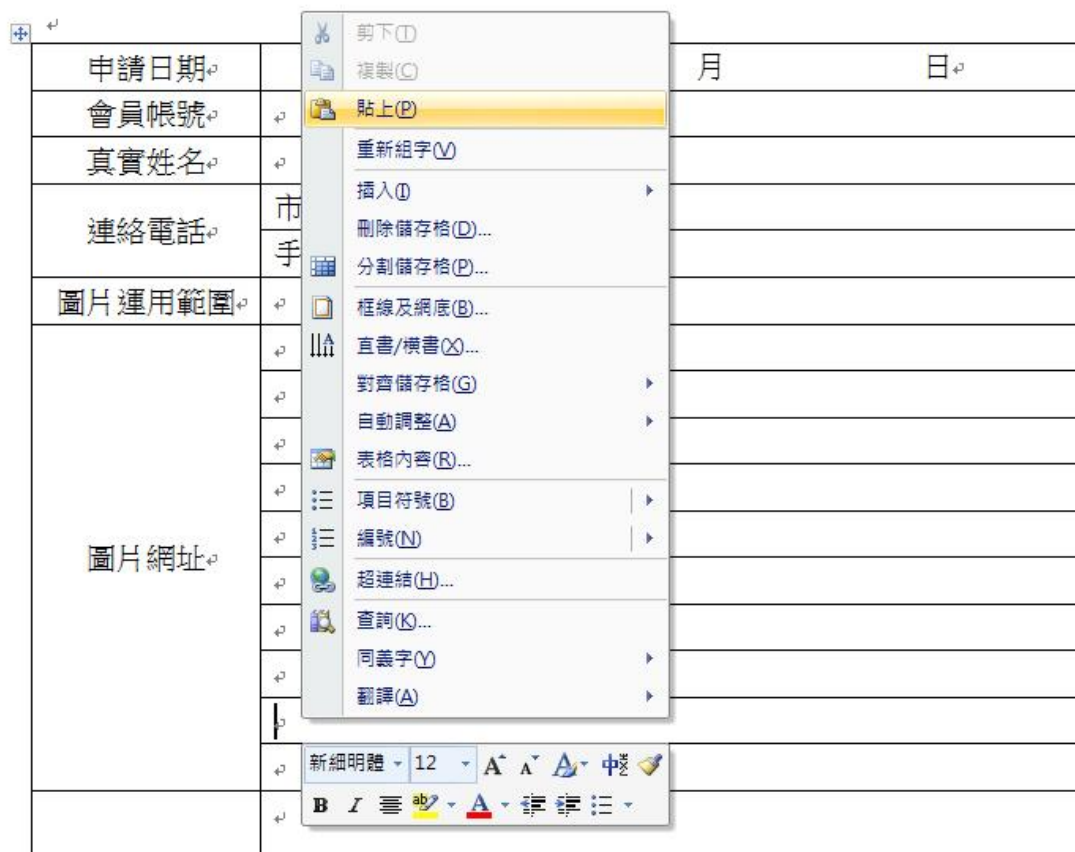 申請日期 月 日
會員帳號
真實姓名
連絡電話
市
手
圖片運用範圍
圖片網址
剪下(T)
複製(C)
貼上(P)
重新組字(V)
插入(I)
刪除儲存格(D)...
分割儲存格(P)...
框線及網底(B)...
直書/橫書(X)...
對齊儲存格(G)
自動調整(A)
表格內容(R)...
項目符號(B)
編號(N)
超連結(H)...
查詢(K)...
同義字(Y)
翻譯(A)
新細明體 12